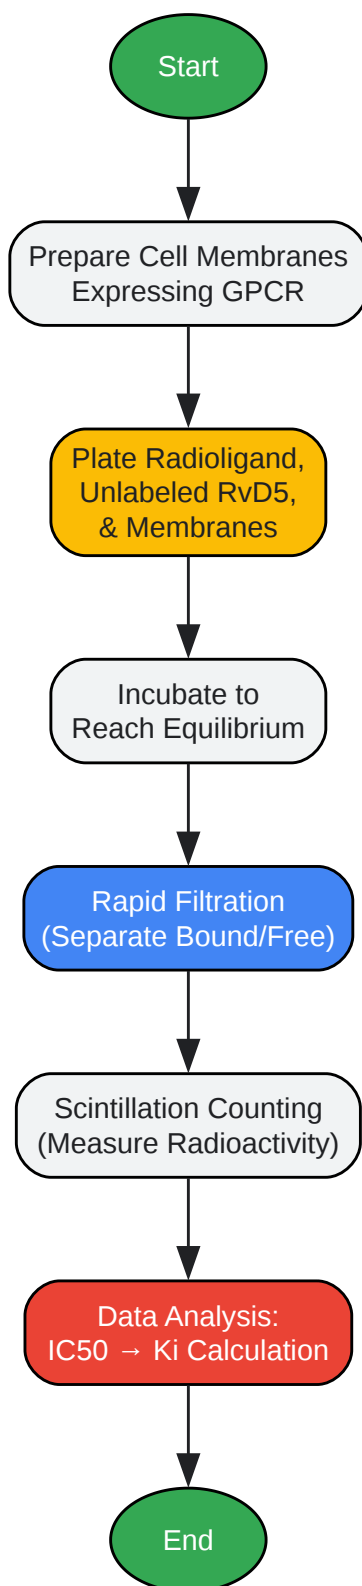 Start
Prepare Cell Membranes
Expressing GPCR
Plate Radioligand,
Unlabeled RvD5,
& Membranes
Incubate to
Reach Equilibrium
Rapid Filtration
(Separate Bound/Free)
Scintillation Counting
(Measure Radioactivity)
Data Analysis:
IC50 → Ki Calculation
End